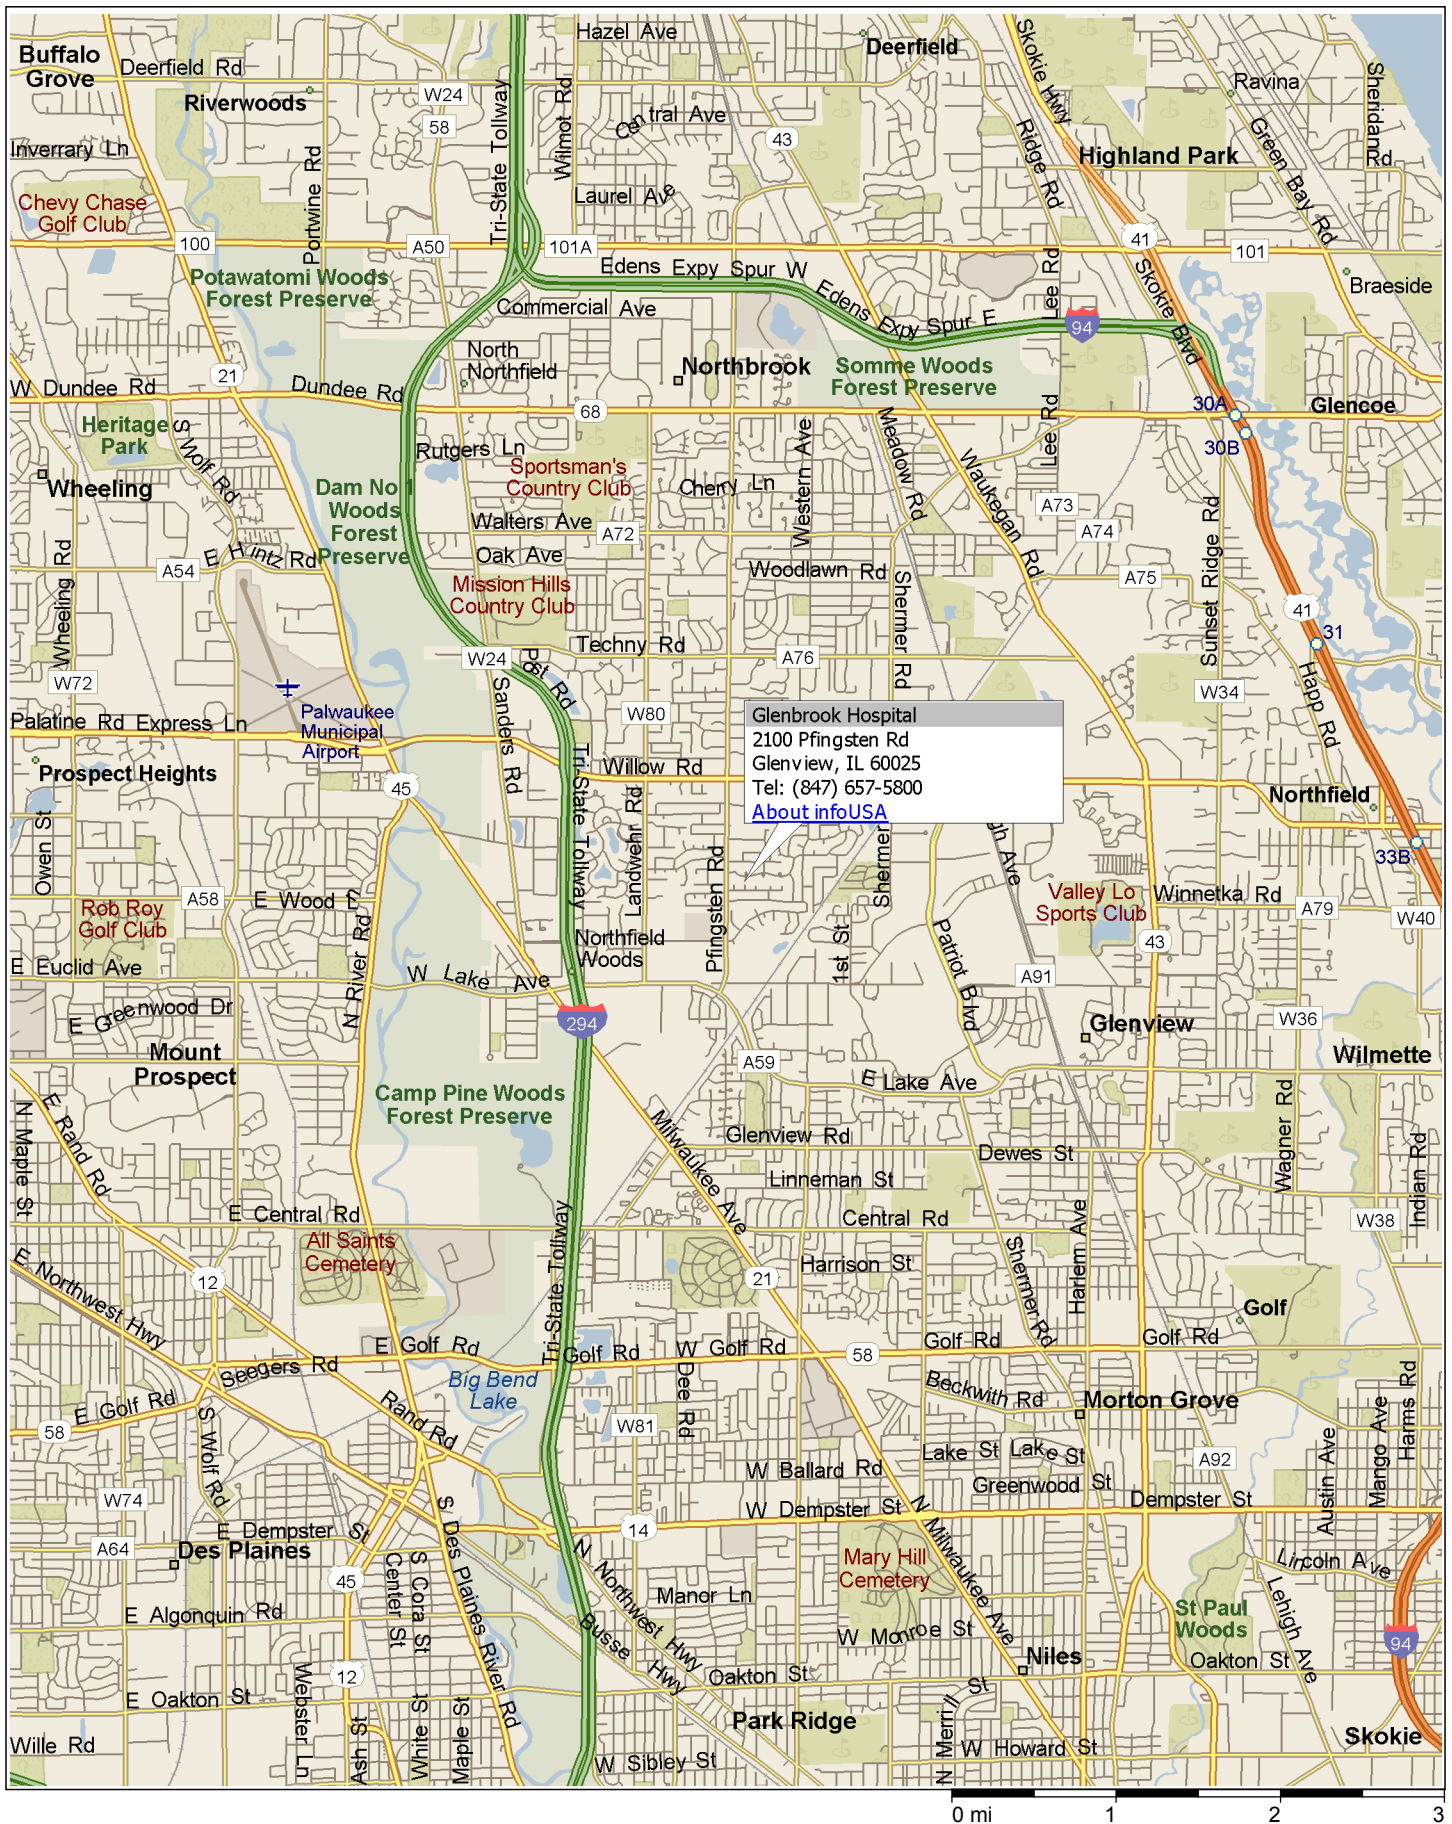 Hazel Ave
Deerfield
Buffalo
Grove
Deerfield Rd
Skokie Hwy
Ravina
Sheridan
Rd
Riverwoods
W24
58
Tri-State Tollway
Wilmot Rd
Central Ave
43
Ridge Rd
Green Bay Rd
Inverrary Ln
Portwine Rd
Highland Park
Chevy Chase
Golf Club
Laurel Ave
100
A50
101A
41
101
Edens Expy Spur W
Potawatomi Woods
Forest Preserve
Commercial Ave
Edens Expy Spur E
Lee Rd
94
Skokie Blvd
Braeside
North
Northfield
Northbrook
Somme Woods
Forest Preserve
21
W Dundee Rd
Dundee Rd
68
30A
Glencoe
Heritage
Park
S Wolf Rd
Rutgers Ln
Sportsman's
Country Club
Cherry Ln
Western Ave
Meadow Rd
Waukegan Rd
Lee Rd
30B
Wheeling
Dam No 1
Woods
Forest
Preserve
Walters Ave
A72
A73
A74
Sunset Ridge Rd
E Hintz Rd
Oak Ave
A54
Woodlawn Rd
A75
Wheeling Rd
Mission Hills
Country Club
Shermer Rd
41
31
Techny Rd
A76
W24
Post Rd
W72
Sanders Rd
W80
W34
Happ Rd
Palwaukee
Municipal
Airport
Palatine Rd Express Ln
Glenbrook Hospital
2100 Pfingsten Rd
Glenview, IL 60025
Tel: (847) 657-5800
About infoUSA
Prospect Heights
Willow Rd
45
Tri-State Tollway
Landwehr Rd
Northfield
33B
Owen St
Pfingsten Rd
Shermer
gh Ave
Valley Lo
Sports Club
Winnetka Rd
A79
W40
A58
E Wood
Rob Roy
Golf Club
N River Rd
Northfield
Woods
1st St
Patriot Blvd
43
E Euclid Ave
W Lake Ave
A91
E Greenwood Dr
294
Glenview
W36
Mount
Prospect
Wilmette
A59
E Lake Ave
Camp Pine Woods
Forest Preserve
N Maple St
E Rand Rd
Milwaukee Ave
Glenview Rd
Dewes St
Wagner Rd
Indian Rd
Linneman St
E Central Rd
Central Rd
W38
All Saints
Cemetery
Tri-State Tollway
Harrison St
Shermer Rd
Harlem Ave
12
21
E Northwest Hwy
Golf
E Golf Rd
Golf Rd
W Golf Rd
58
Golf Rd
Golf Rd
Seegers Rd
Big Bend
Lake
W Dee Rd
Beckwith Rd
Morton Grove
Mango Ave
Harms Rd
E Golf Rd
58
Rand Rd
W81
S Wolf Rd
Lake St
Lake St
A92
Austin Ave
W Ballard Rd
Greenwood St
W74
W Dempster St
Dempster St
E Dempster St
14
N Milwaukee Ave
A64
Des Plaines
Mary Hill
Cemetery
Lincoln Ave
45
S Des Plaines River Rd
N Northwest Hwy
Manor Ln
Center St
S Cora St
St Paul
Woods
Lehigh Ave
E Algonquin Rd
Busse Hwy
W Monroe St
94
Niles
Oakton St
12
Oakton St
E Oakton St
Webster Ln
White St
Maple St
Park Ridge
N Merrill St
Skokie
Wille Rd
Ash St
W Sibley St
W Howard St
0 mi 1 2 3